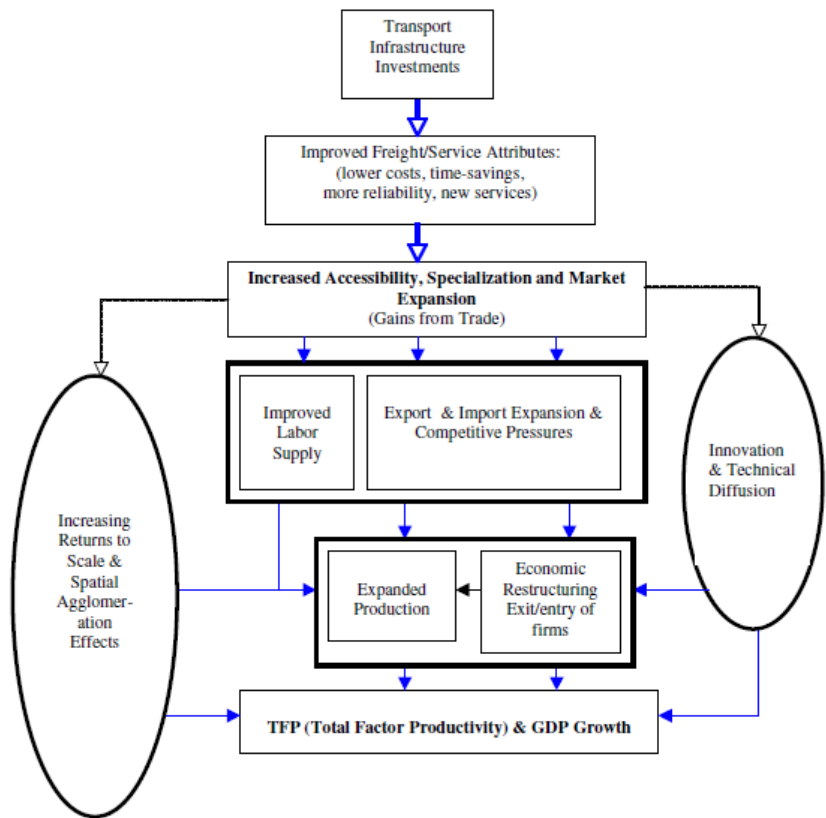 Transport
Infrastructure
Investments
Improved Freight/Service Attributes:
(lower costs, time-savings,
more reliability, new services)
Increased Accessibility, Specialization and Market
Expansion
(Gains from Trade)
Improved
Labor
Supply
Export & Import Expansion &
Competitive Pressures
Innovation
& Technical
Diffusion
Increasing
Returns to
Scale &
Spatial
Agglomer-
ation
Effects
Expanded
Production
Economic
Restructuring
Exit/entry of
firms
TFP (Total Factor Productivity) & GDP Growth